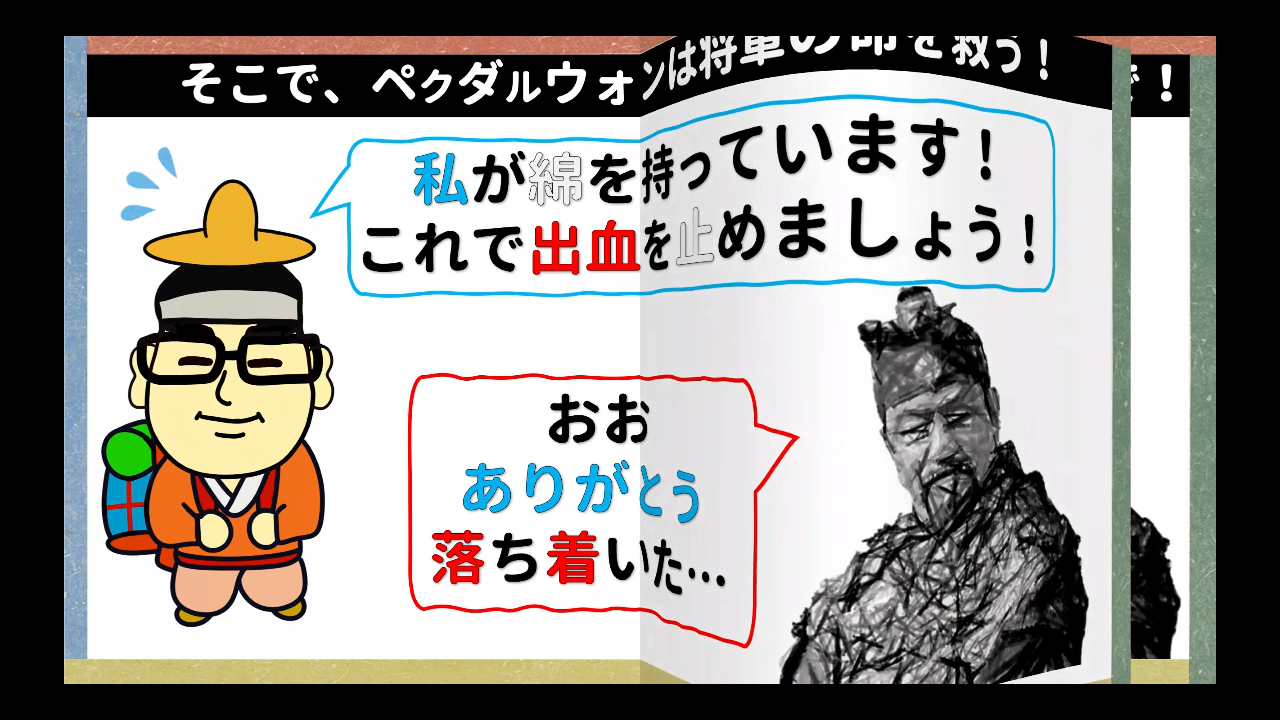 そこで、ペクダルウォンは将軍の命を救う！ で！
私が綿を持っています！
これで出血を止めましょう！
おお
ありがとう
落ち着いた…